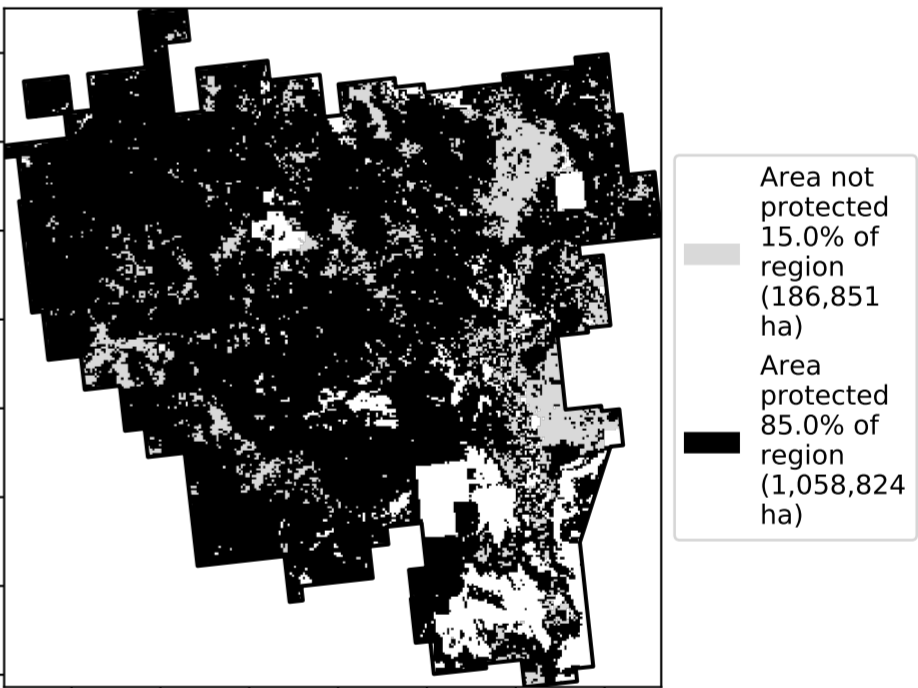 Area not
protected
15.0% of
region
(186,851
ha)
Area
protected
85.0% of
region
(1,058,824
ha)